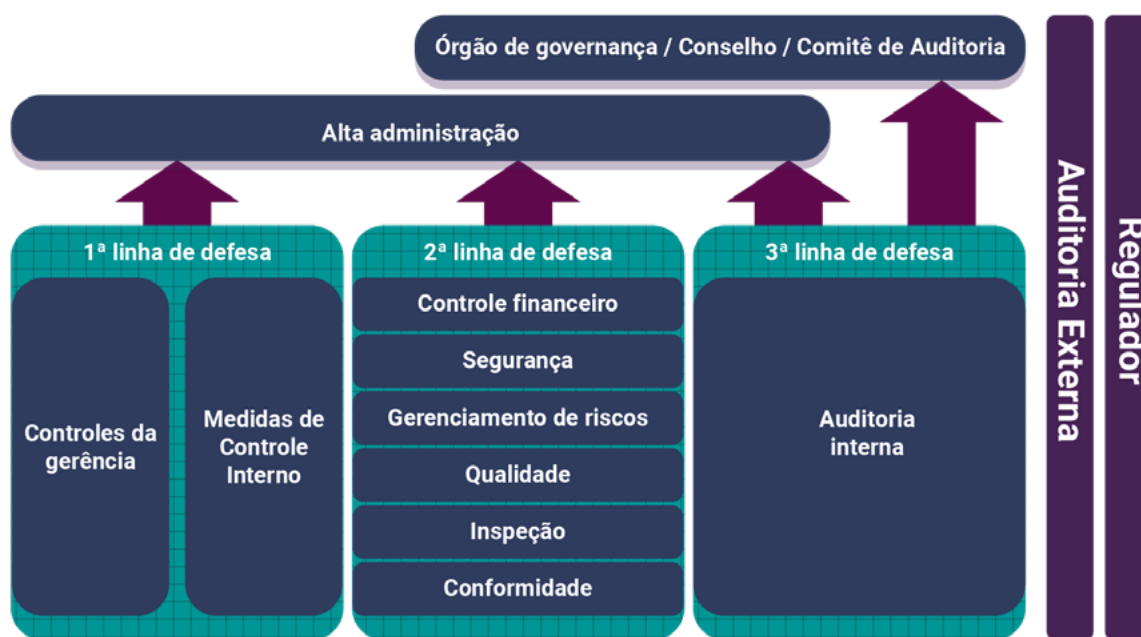 Órgão de governança / Conselho / Comitê de Auditoria
Alta administração
1ª linha de defesa
Controles da
gerência
Medidas de
Controle
Interno
2ª linha de defesa
Controle financeiro
Segurança
Gerenciamento de riscos
Qualidade
Inspeção
Conformidade
3ª linha de defesa
Auditoria
interna
Auditoria Externa
Regulador